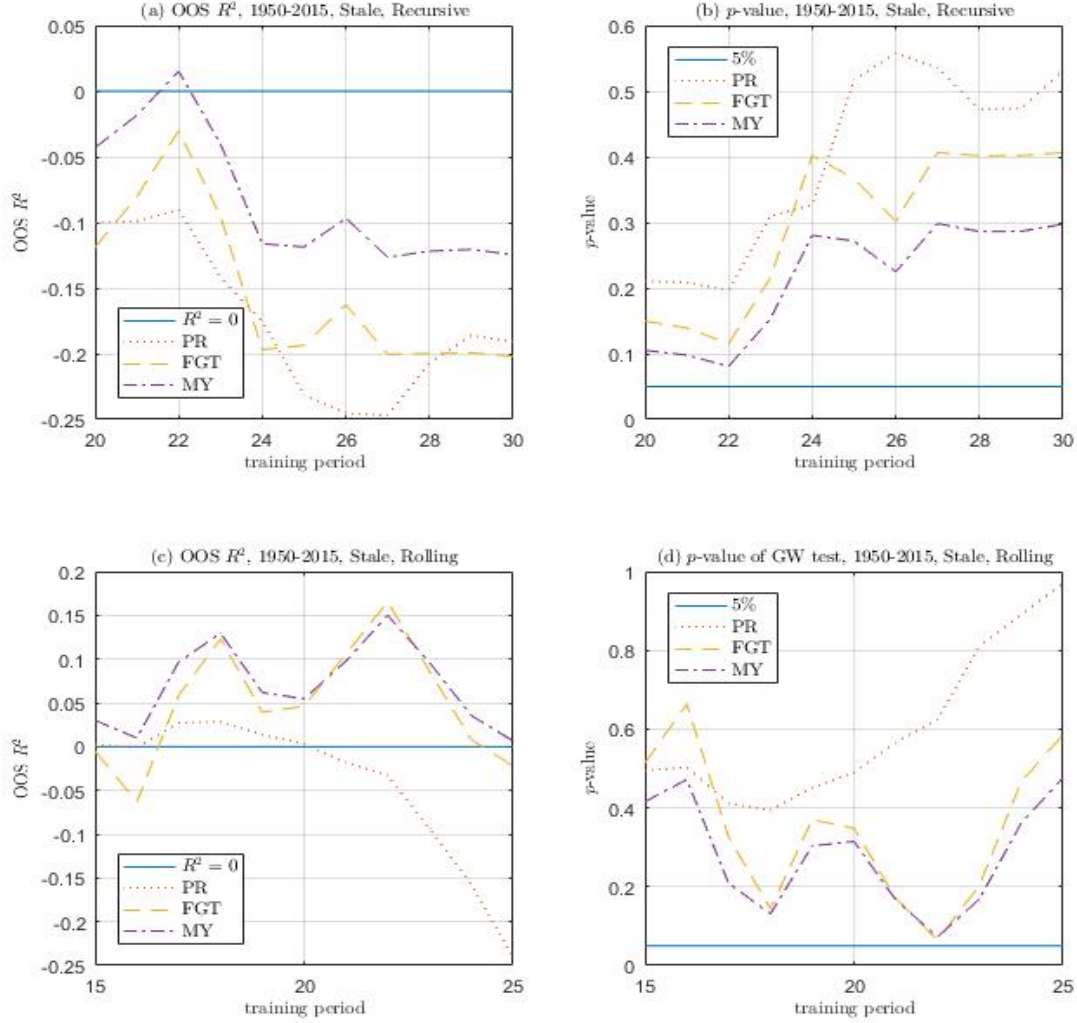 (a) OOS R², 1950-2015, Stale, Recursive
0.05
0
-0.05
-0.1
-0.15
-0.2
-0.25
OOS R²
R² = 0
PR
FGT
MY
20 22 24 26 28 30
training period
(b) p-value, 1950-2015, Stale, Recursive
0.6
0.5
0.4
0.3
0.2
0.1
0
p-value
5%
PR
FGT
MY
20 22 24 26 28 30
training period
(c) OOS R², 1950-2015, Stale, Rolling
0.2
0.15
0.1
0.05
0
-0.05
-0.1
-0.15
-0.2
-0.25
OOS R²
R² = 0
PR
FGT
MY
15 20 25
training period
(d) p-value of GW test, 1950-2015, Stale, Rolling
1
0.8
0.6
0.4
0.2
0
p-value
5%
PR
FGT
MY
15 20 25
training period